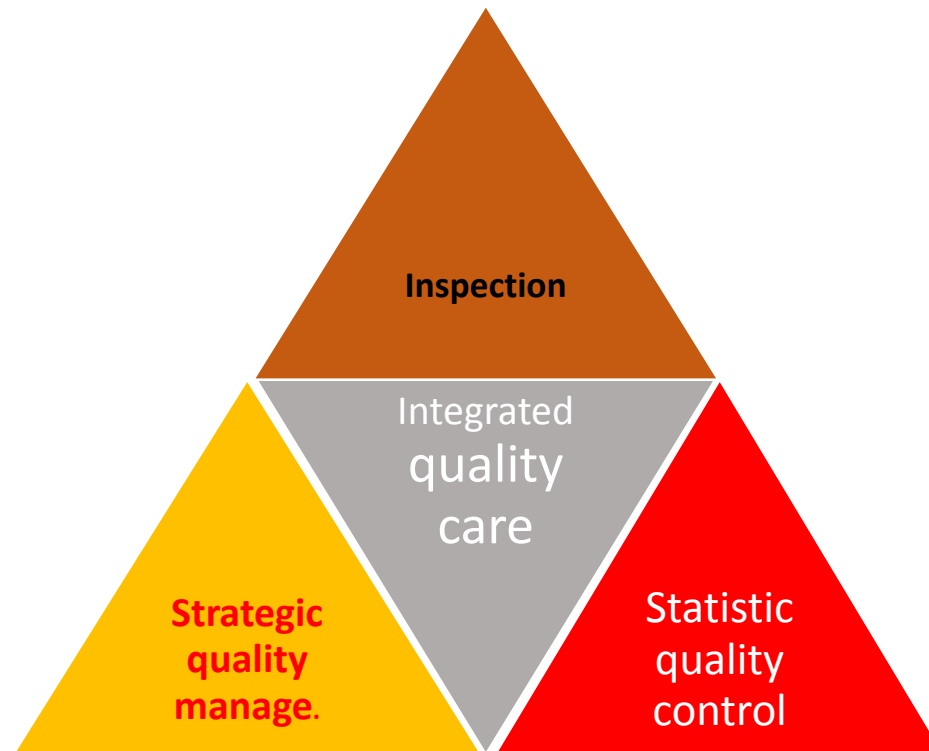 Inspection
Integrated
quality
care
Strategic
quality
manage.
Statistic
quality
control